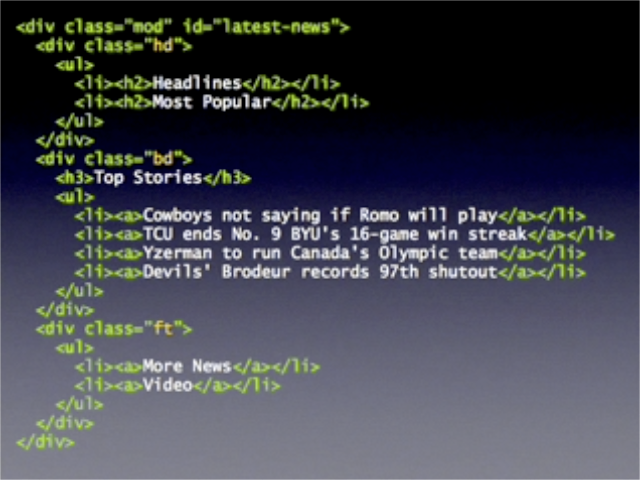 <div class="mod" id="latest-news">
<div class="hd">
<ul>
<li><h2>Headlines</h2></li>
<li><h2>Most Popular</h2></li>
</ul>
</div>
<div class="bd">
<h3>Top Stories</h3>
<ul>
<li><a>Cowboys not saying if Romo will play</a></li>
<li><a>TCU ends No. 9 BYU's 16-game win streak</a></li>
<li><a>Yzerman to run Canada's Olympic team</a></li>
<li><a>Devils' Brodeur records 97th shutout</a></li>
</ul>
</div>
<div class="ft">
<ul>
<li><a>More News</a></li>
<li><a>Video</a></li>
</ul>
</div>
</div>